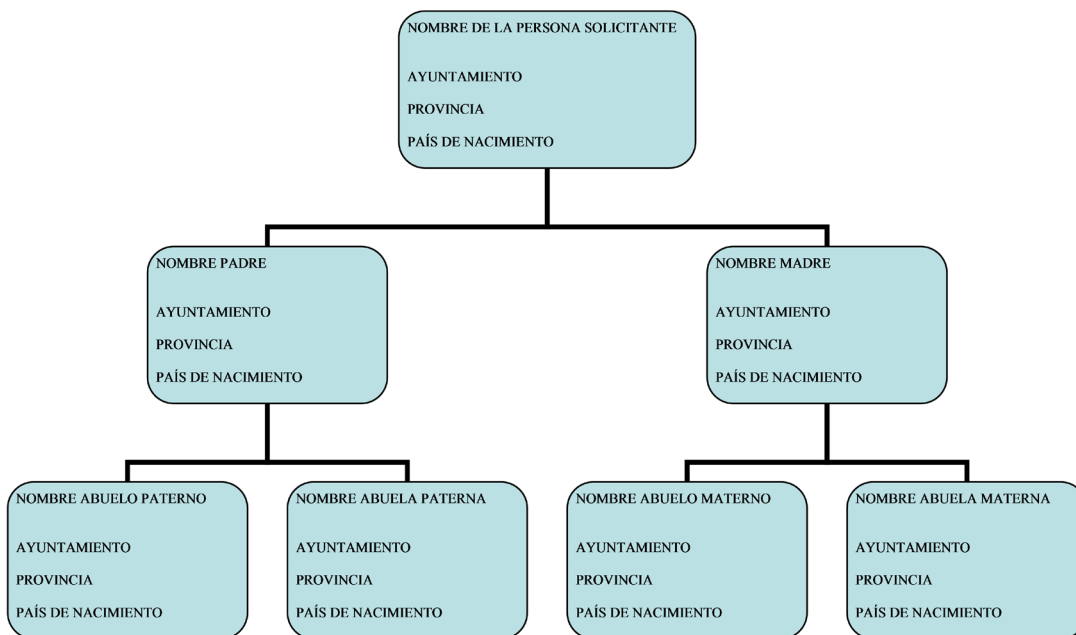 NOMBRE DE LA PERSONA SOLICITANTE
AYUNTAMIENTO
PROVINCIA
PAÍS DE NACIMIENTO
NOMBRE PADRE
AYUNTAMIENTO
PROVINCIA
PAÍS DE NACIMIENTO
NOMBRE MADRE
AYUNTAMIENTO
PROVINCIA
PAÍS DE NACIMIENTO
NOMBRE ABUELO PATERNO
AYUNTAMIENTO
PROVINCIA
PAÍS DE NACIMIENTO
NOMBRE ABUELA PATERNA
AYUNTAMIENTO
PROVINCIA
PAÍS DE NACIMIENTO
NOMBRE ABUELO MATERNO
AYUNTAMIENTO
PROVINCIA
PAÍS DE NACIMIENTO
NOMBRE ABUELA MATERNA
AYUNTAMIENTO
PROVINCIA
PAÍS DE NACIMIENTO